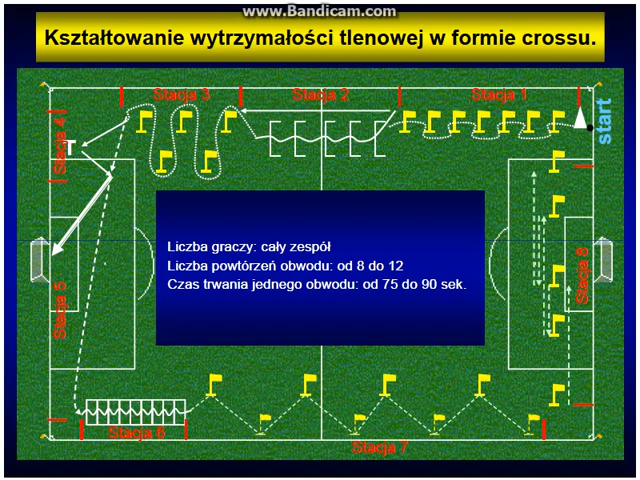 www.Bandicam.com
Kształtowanie wytrzymałości tlenowej w formie crossu.
Stacja 3
Stacja 2
Stacja 1
start
Stacja 4
T
Liczba graczy: cały zespół
Liczba powtórzeń obwodu: od 8 do 12
Czas trwania jednego obwodu: od 75 do 90 sek.
Stacja 8
Stacja 5
Stacja 6
Stacja 7